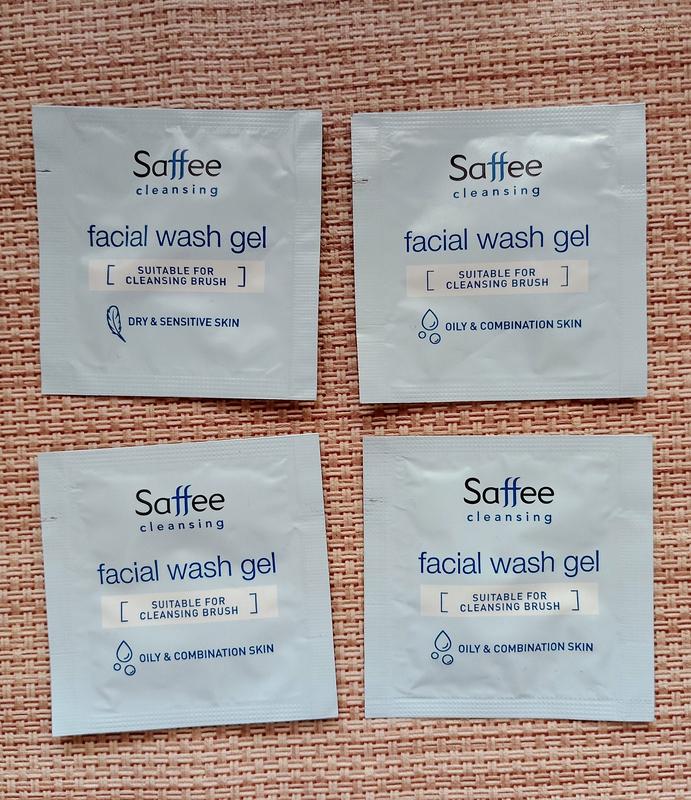 Saffee
cleansing
facial wash gel
[ SUITABLE FOR
CLEANSING BRUSH ]
DRY & SENSITIVE SKIN
Saffee
cleansing
facial wash gel
[ SUITABLE FOR
CLEANSING BRUSH ]
OILY & COMBINATION SKIN
Saffee
cleansing
facial wash gel
[ SUITABLE FOR
CLEANSING BRUSH ]
OILY & COMBINATION SKIN
Saffee
cleansing
facial wash gel
[ SUITABLE FOR
CLEANSING BRUSH ]
OILY & COMBINATION SKIN